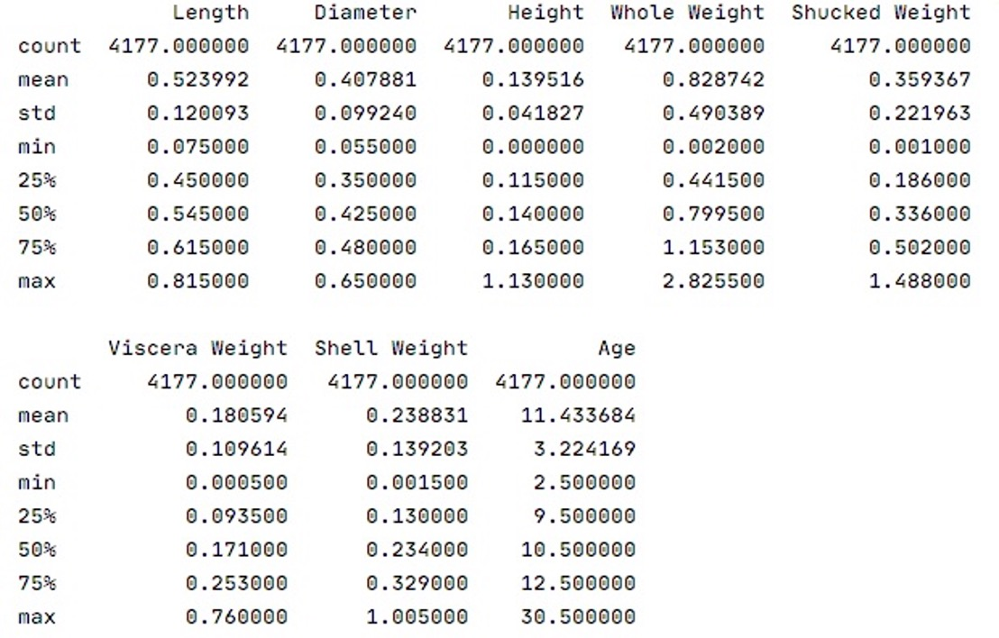 Length Diameter Height Whole Weight Shucked Weight
count 4177.000000 4177.000000 4177.000000 4177.000000 4177.000000
mean 0.523992 0.407881 0.139516 0.828742 0.359367
std 0.120093 0.099240 0.041827 0.490389 0.221963
min 0.075000 0.055000 0.000000 0.002000 0.001000
25% 0.450000 0.350000 0.115000 0.441500 0.186000
50% 0.545000 0.425000 0.140000 0.799500 0.336000
75% 0.615000 0.480000 0.165000 1.153000 0.502000
max 0.815000 0.650000 1.130000 2.825500 1.488000
Viscera Weight Shell Weight Age
count 4177.000000 4177.000000 4177.000000
mean 0.180594 0.238831 11.433684
std 0.109614 0.139203 3.224169
min 0.000500 0.001500 2.500000
25% 0.093500 0.130000 9.500000
50% 0.171000 0.234000 10.500000
75% 0.253000 0.329000 12.500000
max 0.760000 1.005000 30.500000